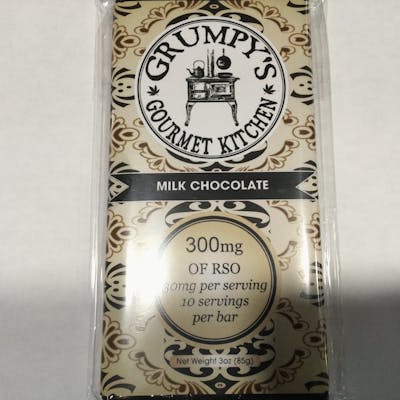 GRUMPY'S
GOURMET KITCHEN
MILK CHOCOLATE
300mg
OF RSO
30mg per serving
10 servings
per bar
Net Weight 3oz (85g)